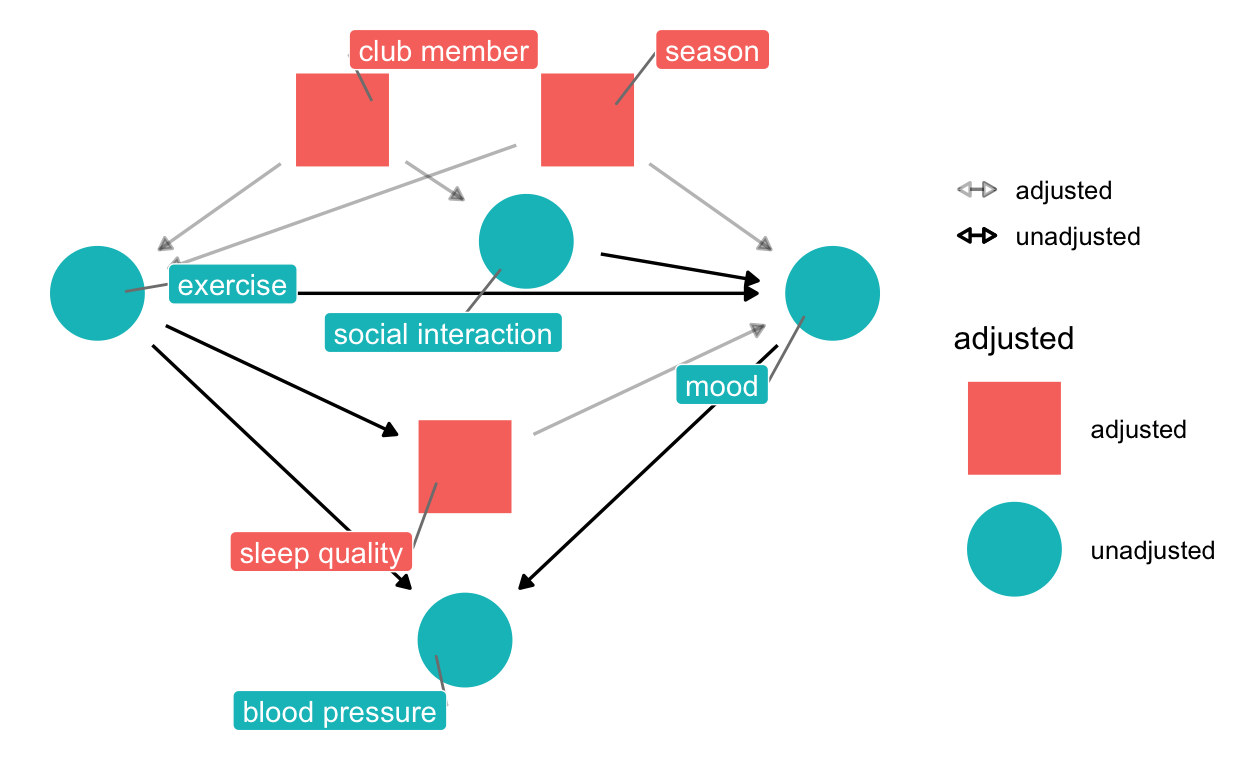 club member
season
adjusted
unadjusted
exercise
social interaction
adjusted
mood
adjusted
sleep quality
unadjusted
blood pressure